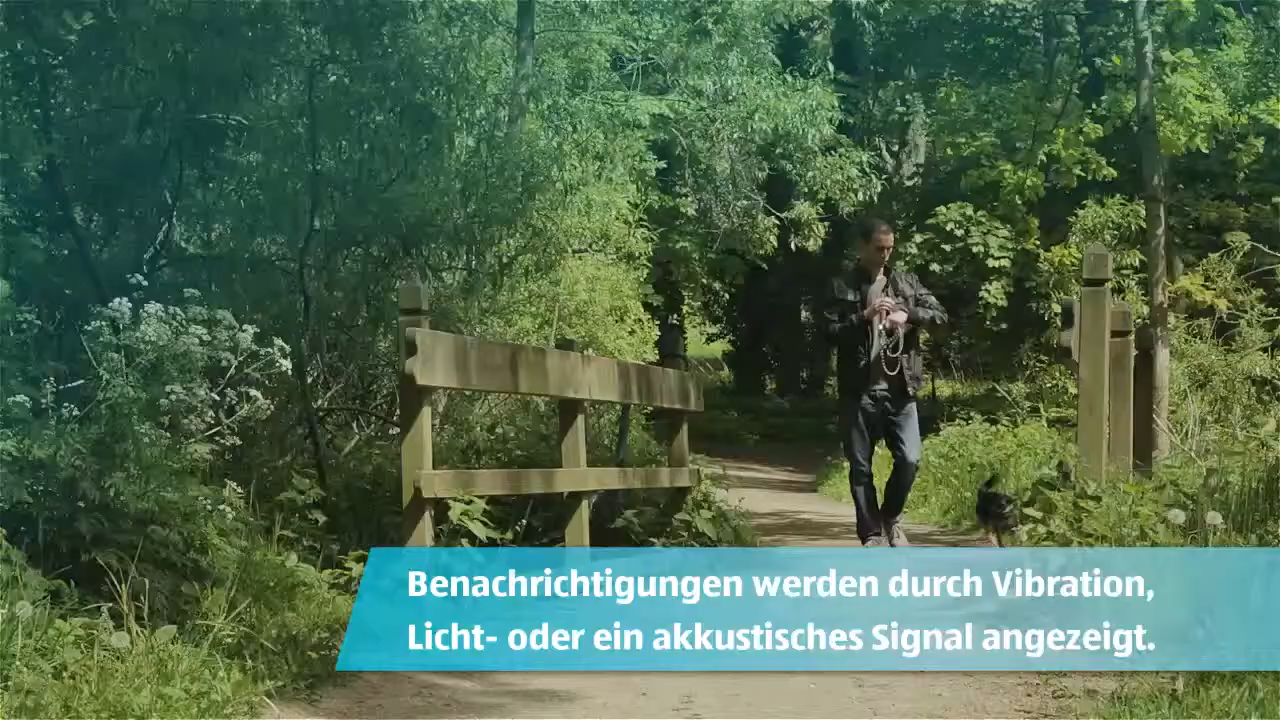 Benachrichtigungen werden durch Vibration,
Licht- oder ein akkustisches Signal angezeigt.